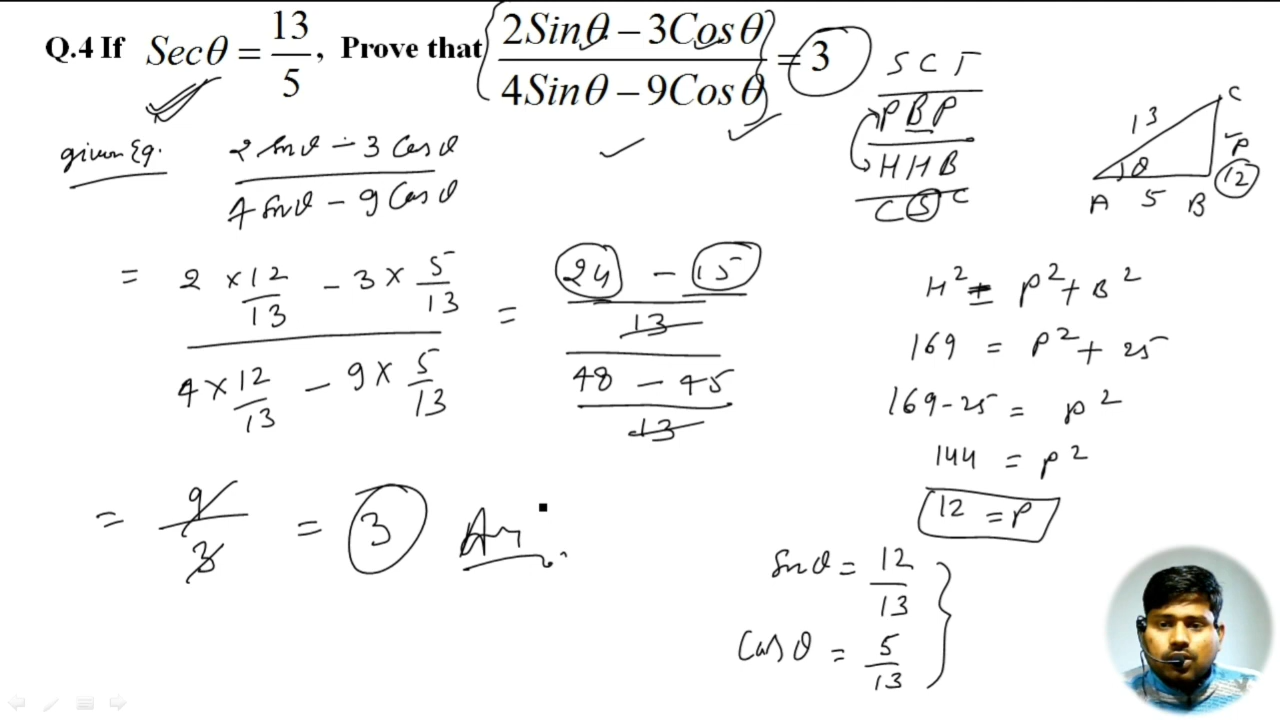 Q.4 If Secθ = 13/5, Prove that (2Sinθ − 3Cosθ)/(4Sinθ − 9Cosθ) = 3
S C T
P B P
H H B
C S C
C
13
P
θ
12
A 5 B
given Eq. (2 Sinθ − 3 Cosθ)/(4 Sinθ − 9 Cosθ)
= (2 × 12/13 − 3 × 5/13)/(4 × 12/13 − 9 × 5/13) = ((24 − 15)/13)/((48 − 45)/13)
H² = P² + B²
169 = P² + 25
169 - 25 = P²
144 = P²
12 = P
= 9/3 = 3 Ans
Sinθ = 12/13
Cosθ = 5/13